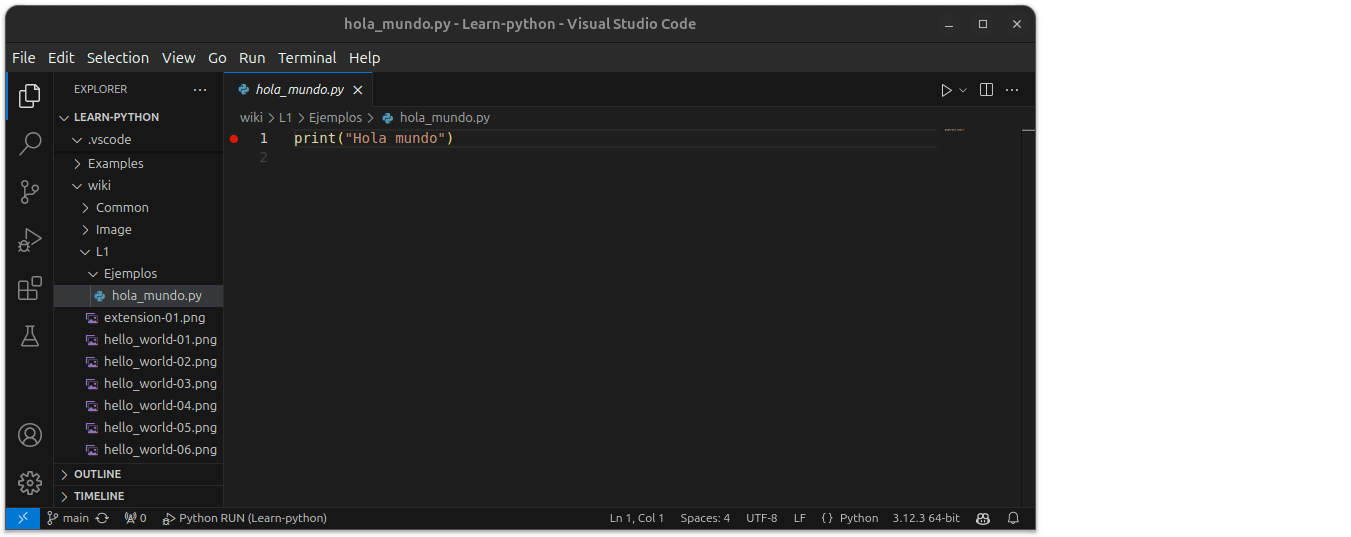 hola_mundo.py - Learn-python - Visual Studio Code
File Edit Selection View Go Run Terminal Help
EXPLORER
LEARN-PYTHON
.vscode
Examples
wiki
Common
Image
L1
Ejemplos
hola_mundo.py
extension-01.png
hello_world-01.png
hello_world-02.png
hello_world-03.png
hello_world-04.png
hello_world-05.png
hello_world-06.png
OUTLINE
TIMELINE
hola_mundo.py
wiki > L1 > Ejemplos > hola_mundo.py
1 print("Hola mundo")
2
main 0 Python RUN (Learn-python) Ln 1, Col 1 Spaces: 4 UTF-8 LF {} Python 3.12.3 64-bit